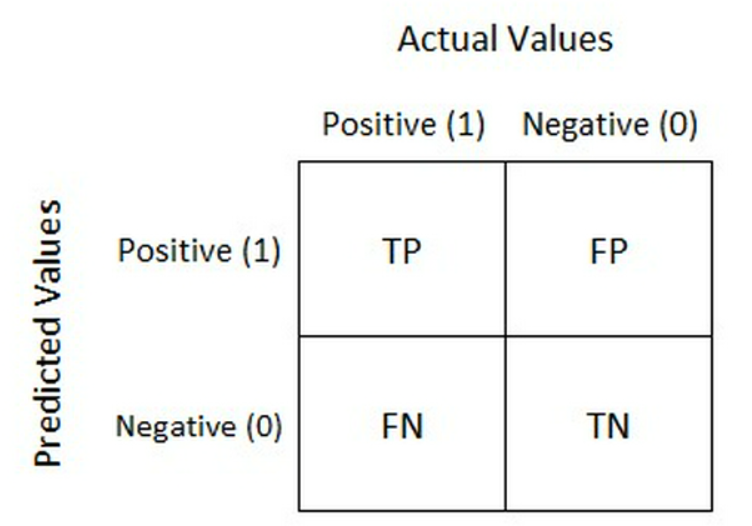 Actual Values
Positive (1) Negative (0)
Predicted Values
Positive (1) TP FP
Negative (0) FN TN